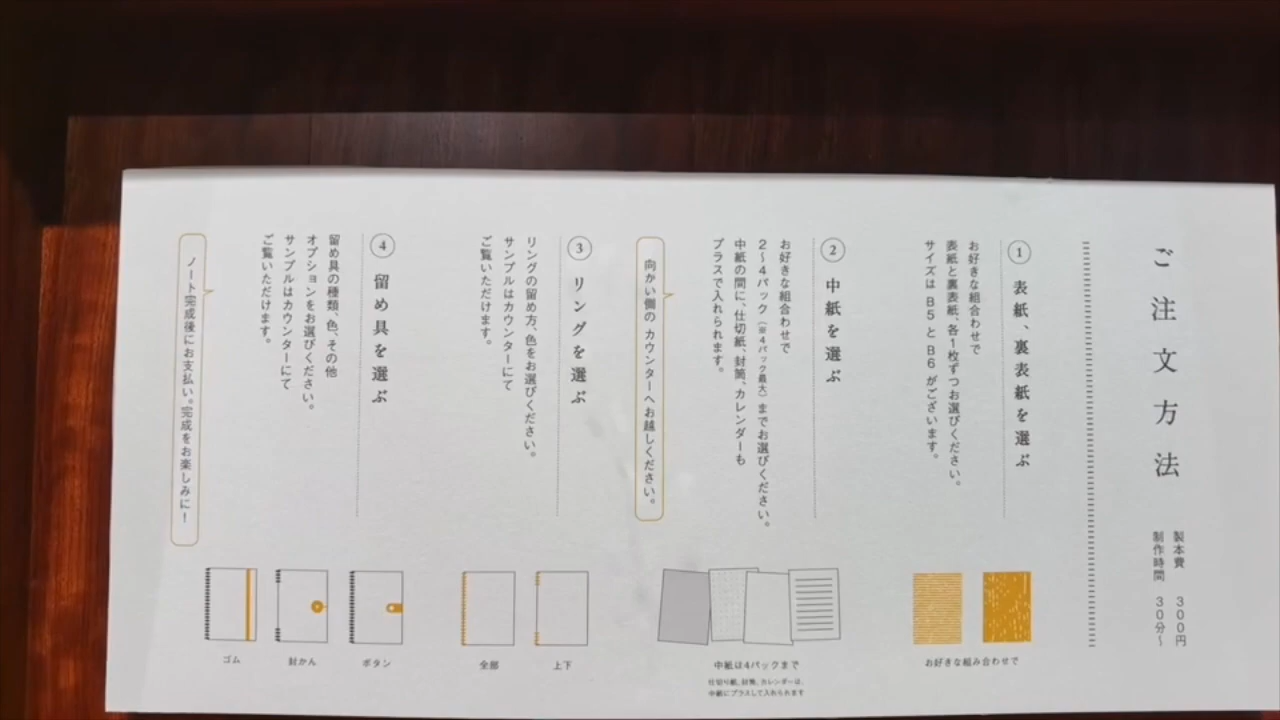 ご注文方法
製本費 300円
制作時間 30分〜
① 表紙、裏表紙を選ぶ
お好きな組合わせで
表紙と裏表紙、各1枚ずつお選びください。
サイズは B5 と B6 がございます。
お好きな組み合わせで
② 中紙を選ぶ
お好きな組合わせで
2〜4パック(※4パック最大)までお選びください。
中紙の間に、仕切紙、封筒、カレンダーも
プラスで入れられます。
向かい側の カウンターへお越しください。
中紙は4パックまで
仕切り紙、封筒、カレンダーは、
中紙にプラスして入れられます
③ リングを選ぶ
リングの留め方、色をお選びください。
サンプルはカウンターにて
ご覧いただけます。
上下
全部
④ 留め具を選ぶ
留め具の種類、色、その他
オプションをお選びください。
サンプルはカウンターにて
ご覧いただけます。
ボタン
封かん
ゴム
ノート完成後にお支払い。完成をお楽しみに!